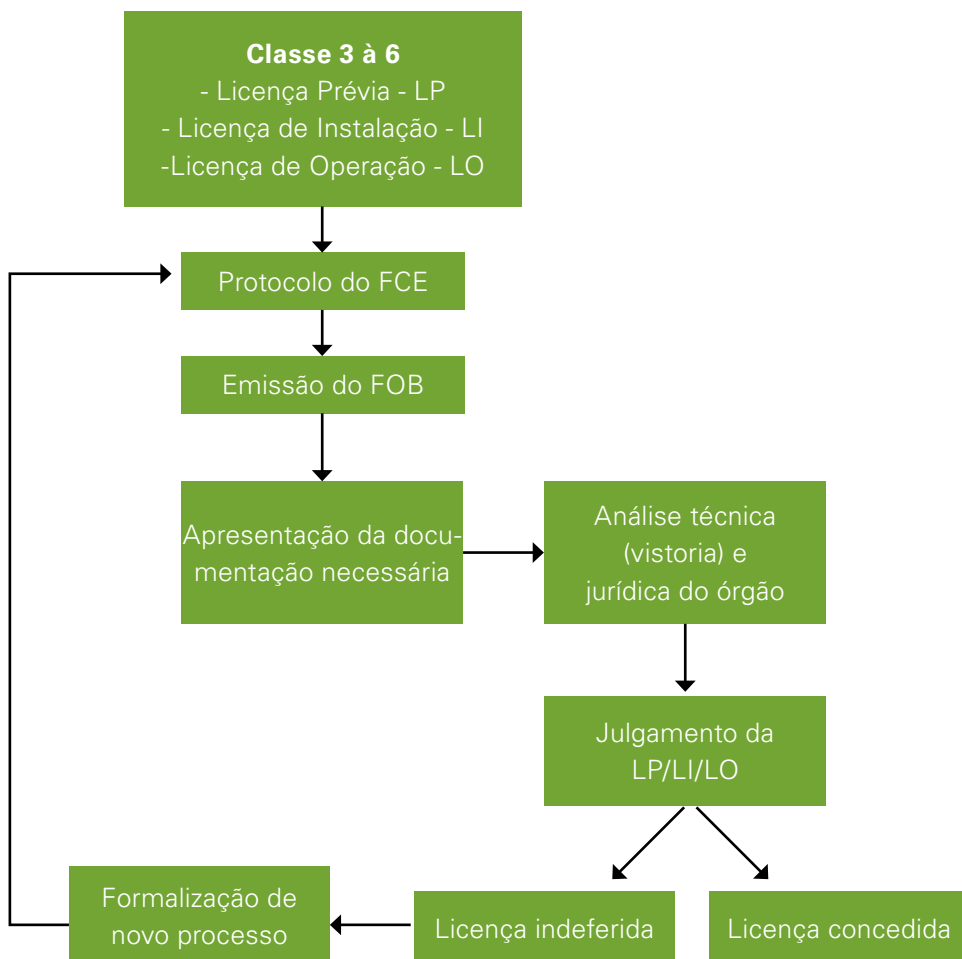 Classe 3 à 6
- Licença Prévia - LP
- Licença de Instalação - LI
-Licença de Operação - LO
Protocolo do FCE
Emissão do FOB
Apresentação da docu-
mentação necessária
Análise técnica
(vistoria) e
jurídica do órgão
Julgamento da
LP/LI/LO
Formalização de
novo processo
Licença indeferida
Licença concedida